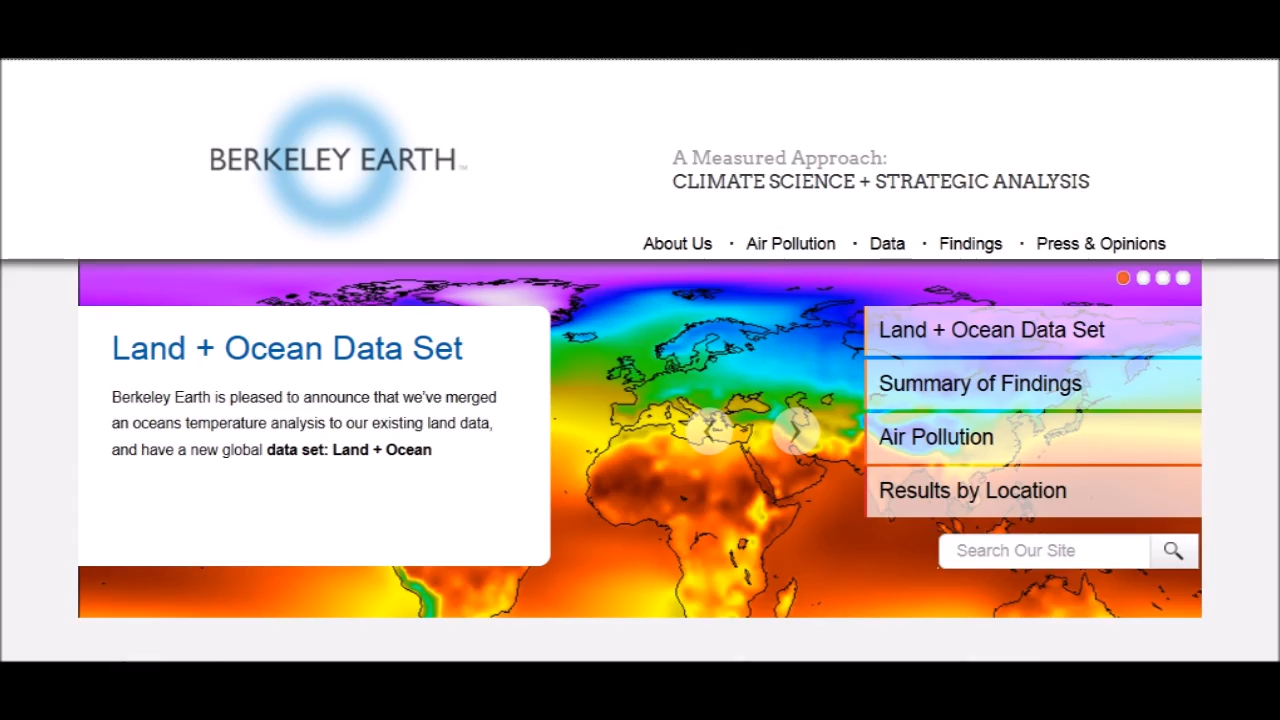 BERKELEY EARTH™
A Measured Approach:
CLIMATE SCIENCE + STRATEGIC ANALYSIS
About Us · Air Pollution · Data · Findings · Press & Opinions
Land + Ocean Data Set
Berkeley Earth is pleased to announce that we've merged
an oceans temperature analysis to our existing land data,
and have a new global data set: Land + Ocean
Land + Ocean Data Set
Summary of Findings
Air Pollution
Results by Location
Search Our Site